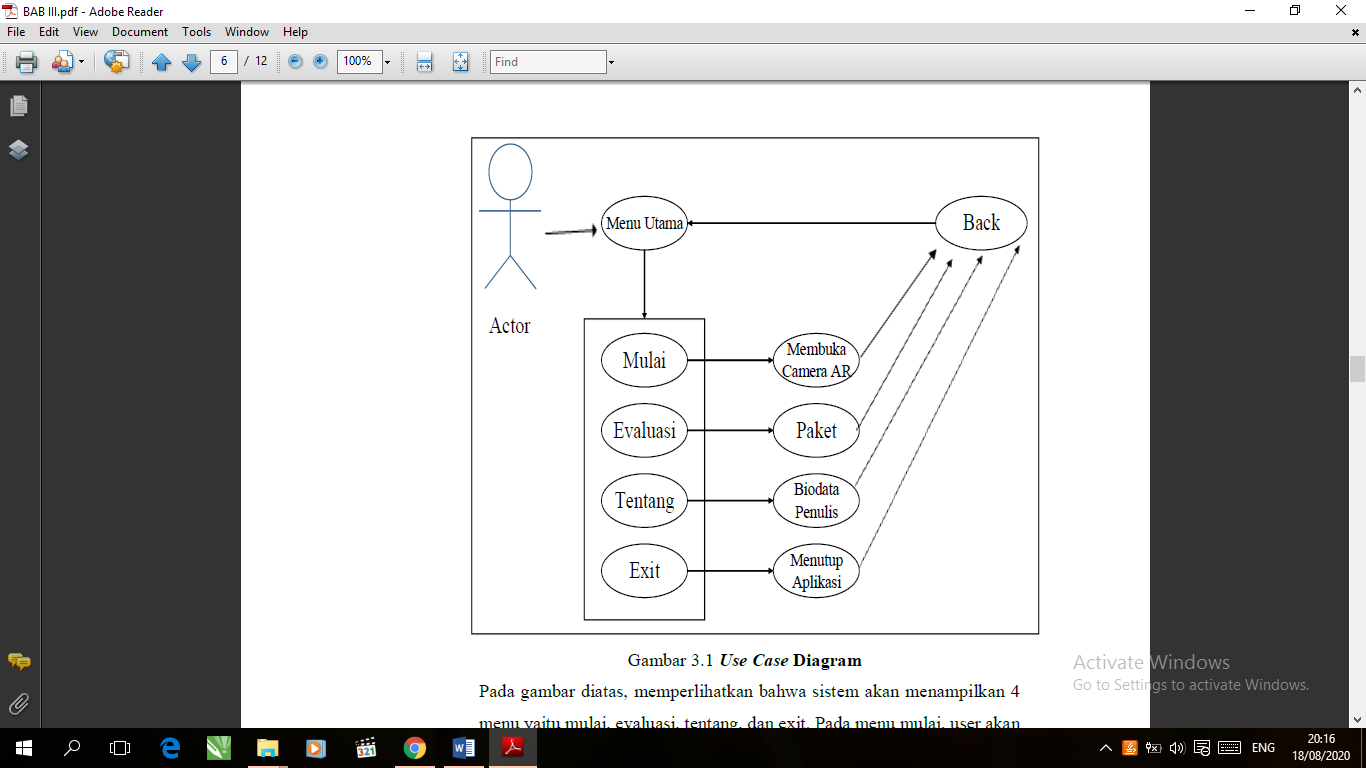 BAB III.pdf - Adobe Reader
File Edit View Document Tools Window Help
6 / 12 100% Find
Actor
Menu Utama
Back
Mulai
Membuka
Camera AR
Evaluasi
Paket
Tentang
Biodata
Penulis
Exit
Menutup
Aplikasi
Gambar 3.1 Use Case Diagram
Pada gambar diatas, memperlihatkan bahwa sistem akan menampilkan 4
menu yaitu mulai, evaluasi, tentang, dan exit. Pada menu mulai, user akan
Activate Windows
Go to Settings to activate Windows.
321
ENG
20:16
18/08/2020